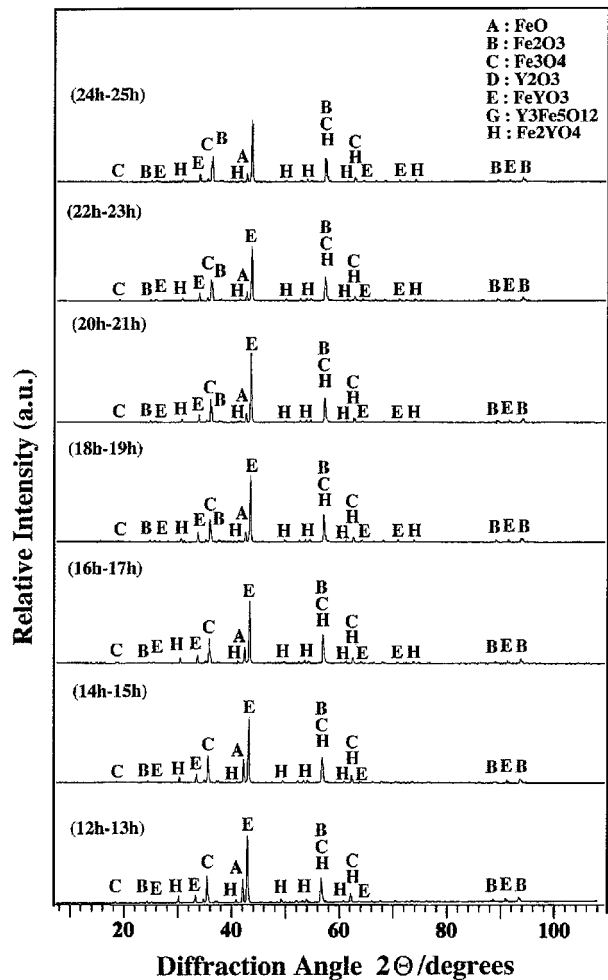 A : FeO
B : Fe2O3
C : Fe3O4
D : Y2O3
E : FeYO3
G : Y3Fe5O12
H : Fe2YO4
(24h-25h)
B
C
H
C B
C
H
A
C B E H E H H H H E E H B E B
(22h-23h)
B
C
H
E
C B
C
H
A
C B E H E H H H H E E H B E B
(20h-21h)
B
C
H
E
C B
C
H
A
C B E H E H H H H E E H B E B
(18h-19h)
B
C
H
E
C B
C
H
A
C B E H E H H H H E E H B E B
(16h-17h)
B
C
H
E
C
C
H
A
C B E H E H H H H E E H B E B
(14h-15h)
B
C
H
E
C
C
H
A
C B E H E H H H H E B E B
(12h-13h)
B
C
H
E
C
C
H
A
C B E H E H H H H E B E B
20 40 60 80 100
Diffraction Angle 2Θ/degrees
Relative Intensity (a.u.)